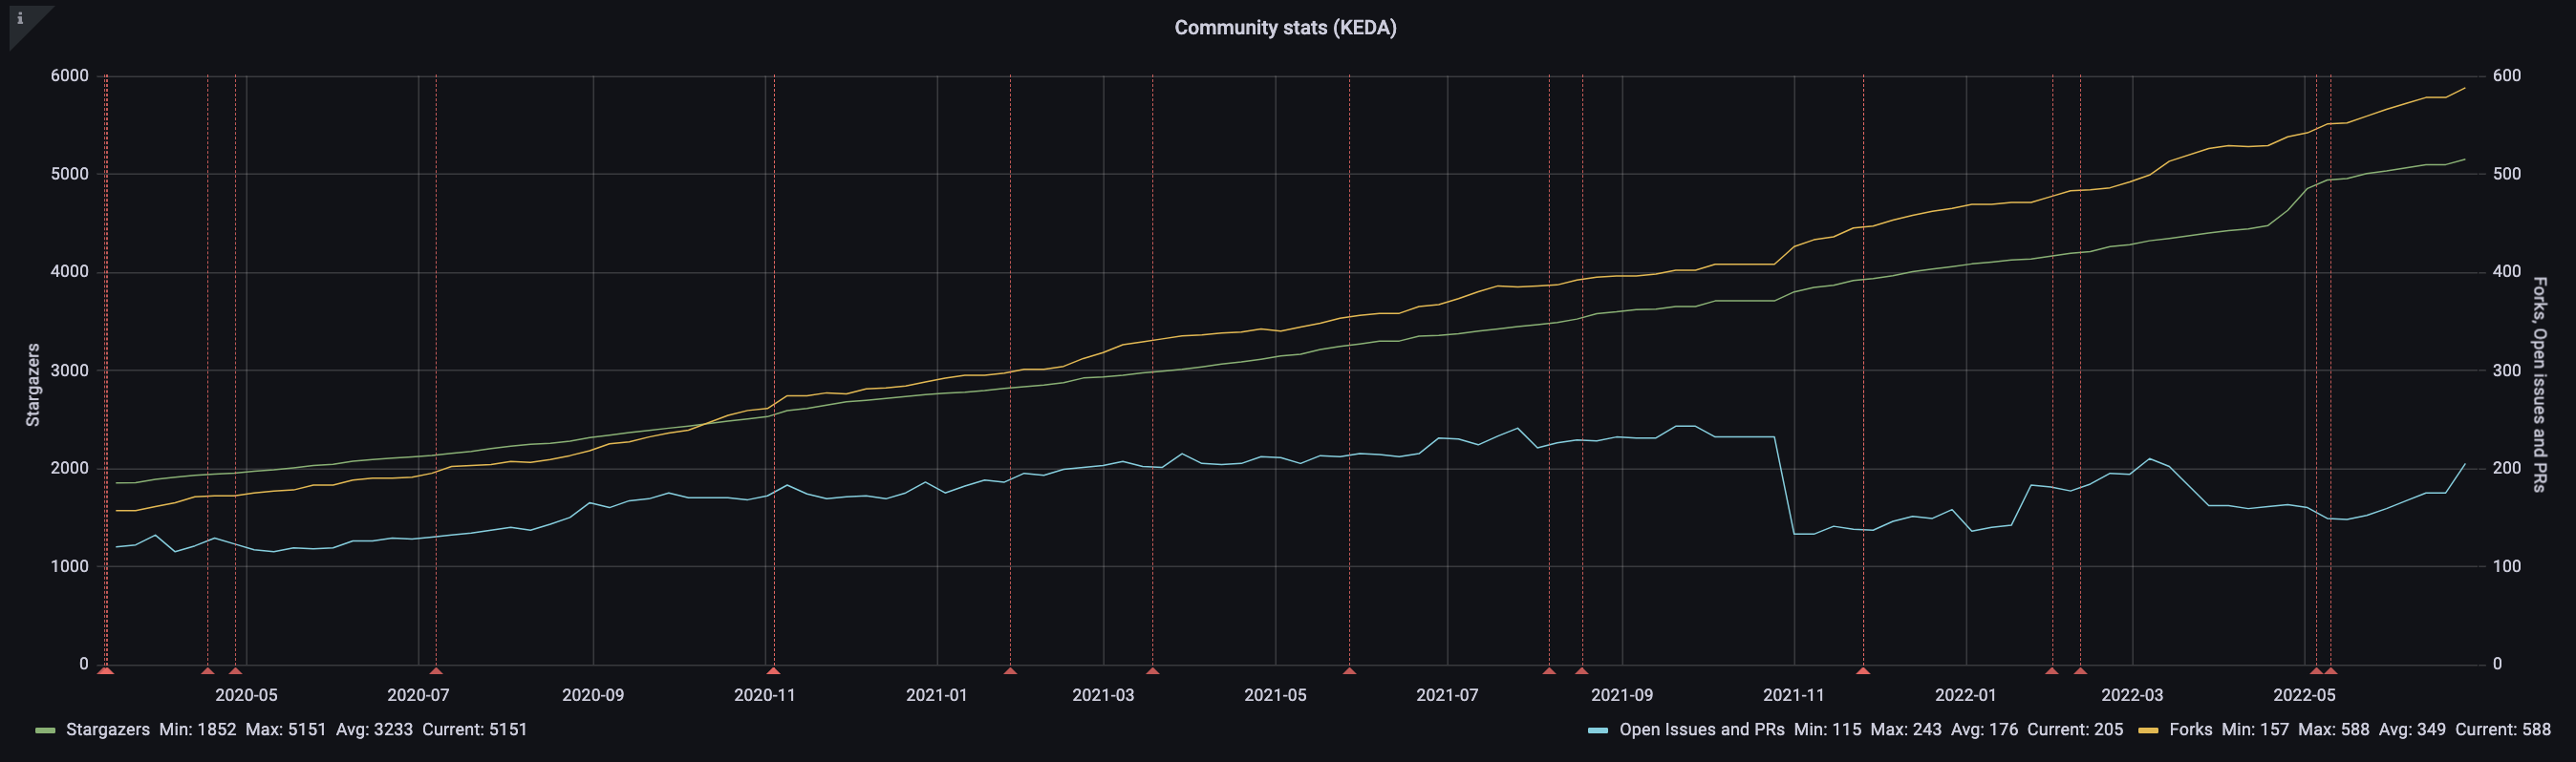 i
Community stats (KEDA)
6000
5000
4000
3000
2000
1000
0
Stargazers
600
500
400
300
200
100
0
Forks, Open issues and PRs
2020-05 2020-07 2020-09 2020-11 2021-01 2021-03 2021-05 2021-07 2021-09 2021-11 2022-01 2022-03 2022-05
Stargazers Min: 1852 Max: 5151 Avg: 3233 Current: 5151
Open Issues and PRs Min: 115 Max: 243 Avg: 176 Current: 205 Forks Min: 157 Max: 588 Avg: 349 Current: 588